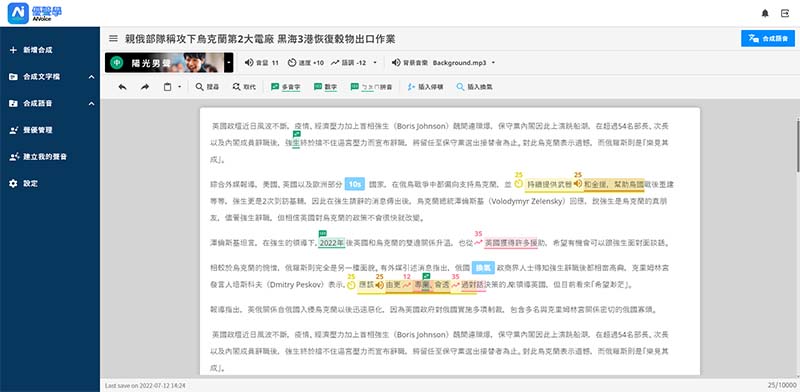 優聲學
AiVoice
新增合成
合成文字檔
合成語音
聲優管理
建立我的聲音
設定
親俄部隊稱攻下烏克蘭第2大電廠 黑海3港恢復穀物出口作業
合成語音
中 陽光男聲 音量 11 速度 +10 語調 -12 背景音樂 Background.mp3
搜尋 取代 多音字 數字 ㄅㄆㄇ拼音 插入停頓 插入換氣
英國政壇近日風波不斷，疫情、經濟壓力加上首相強生（Boris Johnson）醜聞連環爆，保守黨內閣因此上演跳船潮，在超過54名部長、次長
以及內閣成員辭職後，強生終於擋不住逼宮壓力而宣布辭職，將留任至保守黨選出接替者為止。對此烏克蘭表示遺憾，而俄羅斯則是「樂見其
成」。
25 25
綜合外媒報導，美國、英國以及歐洲部分 10s 國家，在俄烏戰爭中都偏向支持烏克蘭，並 持續提供武器 和金援，幫助烏國戰後重建
等等，強生更是2次到訪基輔，因此在強生請辭的消息傳出後，烏克蘭總統澤倫斯基（Volodymyr Zelensky）回應，說強生是烏克蘭的真朋
友，儘管強生辭職，但相信英國對烏克蘭的政策不會很快就改變。
35
澤倫斯基坦言，在強生的領導下，2022年後英國和烏克蘭的雙邊關係升溫，也從 英國獲得許多援助，希望有機會可以跟強生面對面談話。
相較於烏克蘭的惋惜，俄羅斯則完全是另一種面貌。有外媒引述消息指出，俄國 換氣 政商界人士得知強生辭職後都相當高興。克里姆林宮
25 25 12 35
發言人培斯科夫（Dmitry Peskov）表示， 應該 由更 專業、會透 過對話決策的人來領導英國，但目前看來「希望渺茫」。
報導指出，英俄關係自俄國入侵烏克蘭以後迅速惡化，因為英國政府對俄國實施多項制裁，包含多名與克里姆林宮關係密切的俄國寡頭。
英國政壇近日風波不斷，疫情、經濟壓力加上首相強生（Boris Johnson）醜聞連環爆，保守黨內閣因此上演跳船潮，在超過54名部長、次長
以及內閣成員辭職後，強生終於擋不住逼宮壓力而宣布辭職，將留任至保守黨選出接替者為止。對此烏克蘭表示遺憾，而俄羅斯則是「樂見其
成」。
Last save on 2022-07-12 14:24 25/10000